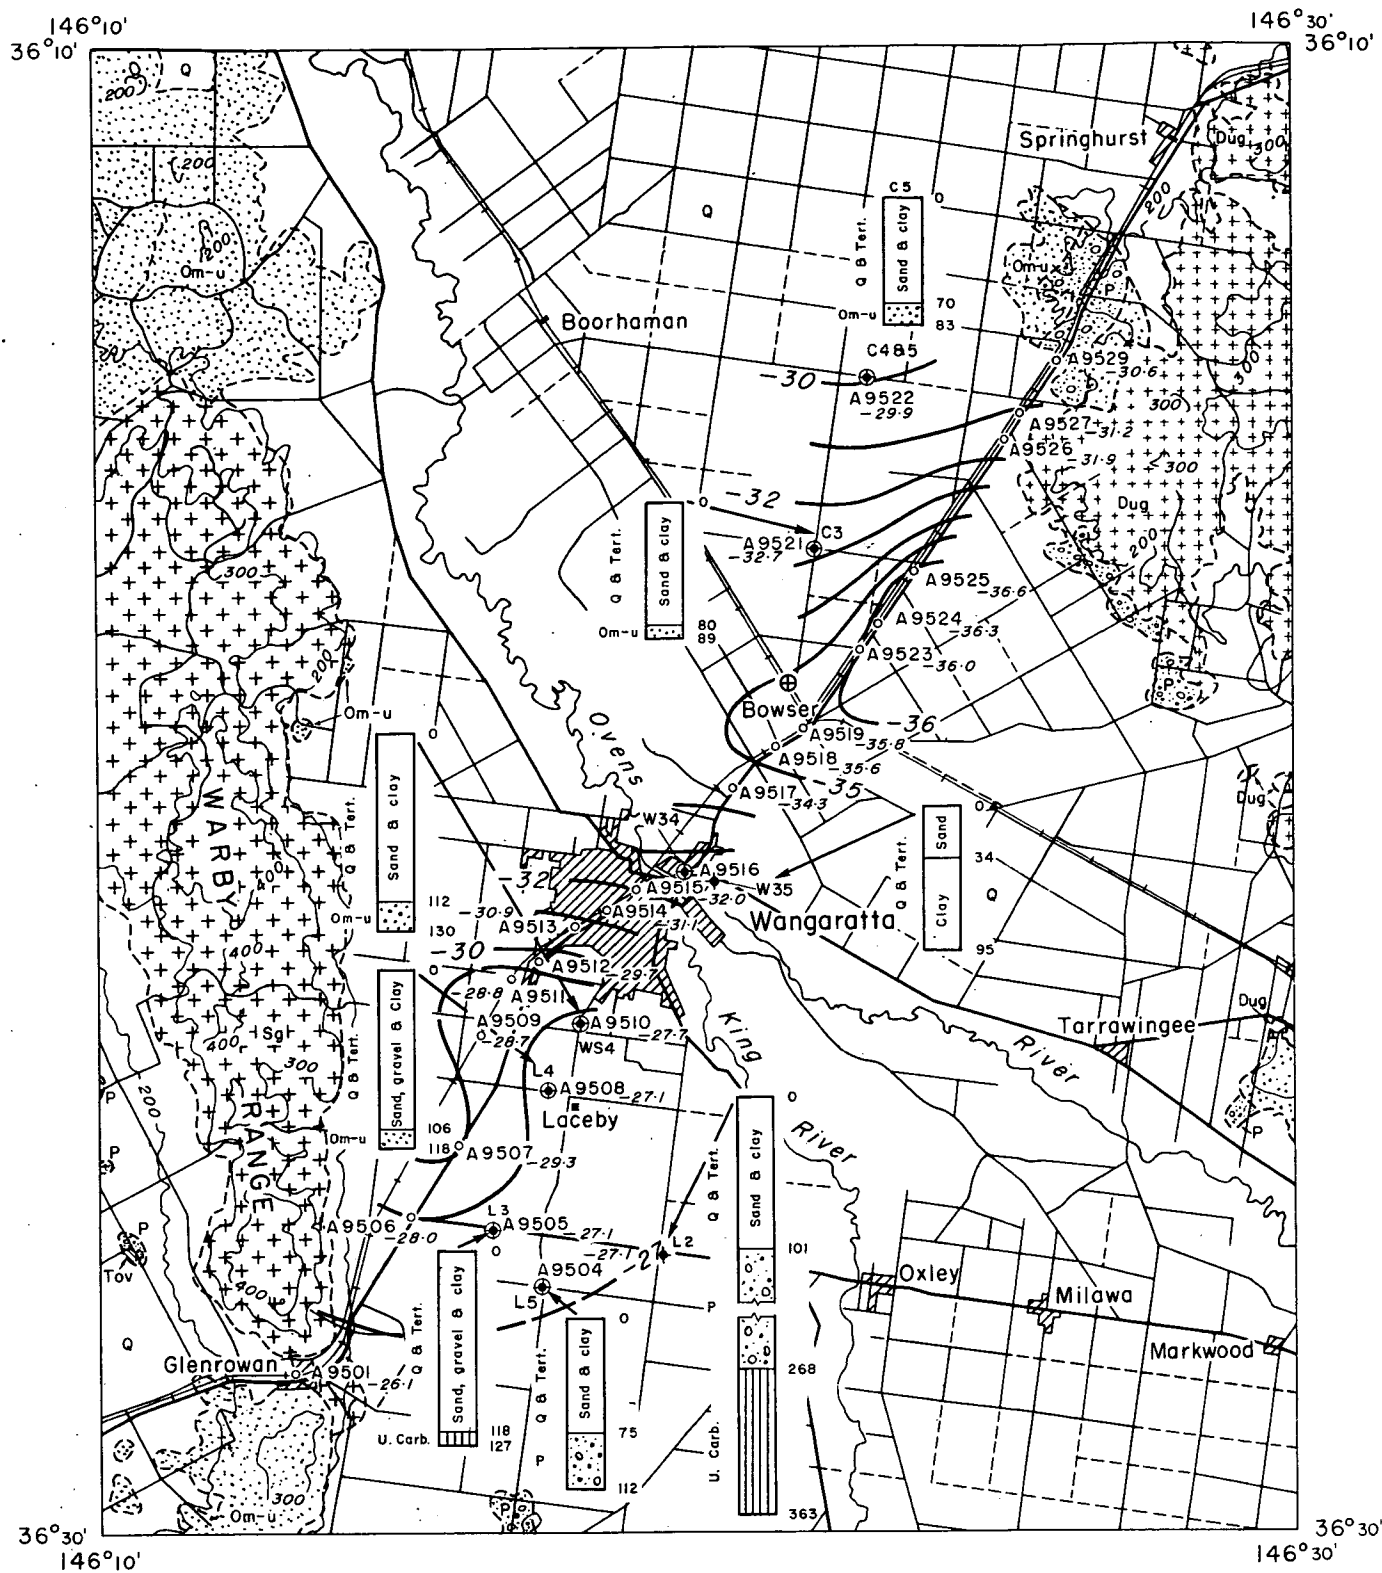 146°10'
146°30'
36°10'
36°10'
Q
Q
200
200
200
Om-u
Springhurst
Dug
300
200
C5
0
Q
Q & Tert.
Sand & clay
Om-u
70
83
Om-u
P
Boorhaman
C4&5
-30
A9522
-29.9
A9529
-30.6
300
300
A9527
-31.2
A9526
-31.9
-300
Dug
200
0
-32
C3
A9521
-32.7
Q & Tert.
Sand & clay
Om-u
80
89
A9525
-36.6
A9524
-36.3
A9523
-36.0
P
300
200
Om-u
Bowser
-36
A9519
-35.8
A9518
-35.6
-35
A9517
-34.3
Ovens
River
0
Q & Tert.
Sand & clay
Om-u
112
130
W34
Dug
0
Q & Tert.
Sand
34
Clay
95
Q
WARBY
RANGE
400
-32
A9516
A9515
-32.0
W35
Wangaratta
-30.9
A9514
-31.1
A9513
-30
0
A9512
-29.7
-28.8
A9511
400
Sg
400
300
Q & Tert.
Sand, gravel & clay
Om-u
106
118
A9509
-28.7
A9510
-27.7
WS4
King
River
Dug
Tarrawingee
P
200
P
L4
A9508
-27.1
Laceby
A9507
-29.3
P
0
Q & Tert.
Sand & clay
101
P
268
U. Carb.
363
P
Tov
L3
A9506
-28.0
A9505
-27.1
0
-27.1
-27
L2
A9504
L5
400
Q & Tert.
Sand, gravel & clay
U. Carb.
118
127
0
Q & Tert.
Sand & clay
75
P
112
Oxley
Milawa
Markwood
Q
Glenrowan
A9501
-26.1
300
Om-u
P
36°30'
36°30'
146°10'
146°30'